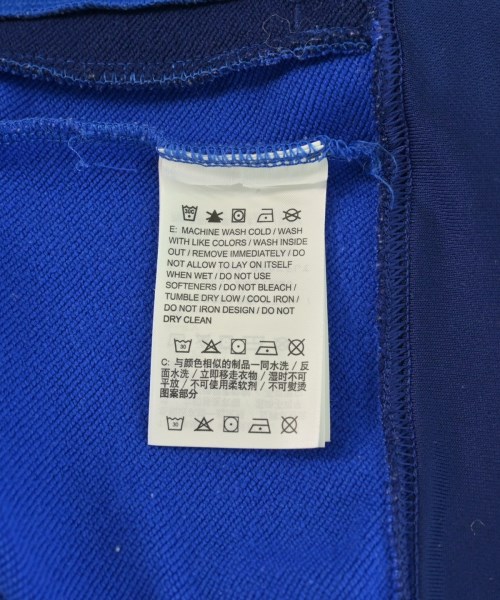 30C
E: MACHINE WASH COLD / WASH
WITH LIKE COLORS / WASH INSIDE
OUT / REMOVE IMMEDIATELY / DO
NOT ALLOW TO LAY ON ITSELF
WHEN WET / DO NOT USE
SOFTENERS / DO NOT BLEACH /
TUMBLE DRY LOW / COOL IRON /
DO NOT IRON DESIGN / DO NOT
DRY CLEAN
30
C: 与颜色相似的制品一同水洗 / 反
面水洗 / 立即移走衣物 / 湿时不可
平放 / 不可使用柔软剂 / 不可熨烫
图案部分
30